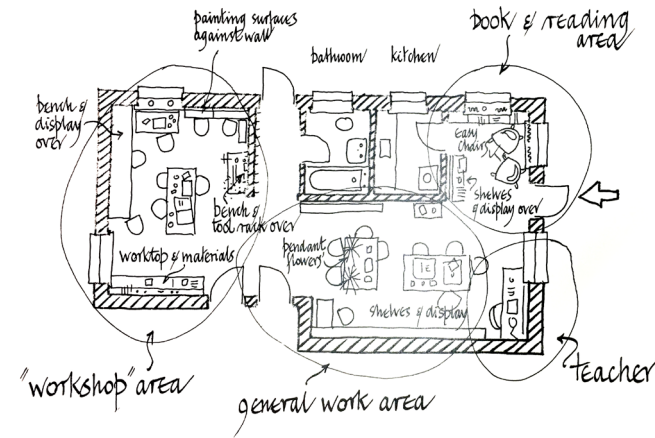 painting surfaces
against wall
bathroom
kitchen
book & reading
area
bench &
display
over
Easy
Chairs
shelves
& display over
bench &
tool rack over
worktop & materials
pendant
flowers
shelves & display
"workshop" area
general work area
teacher